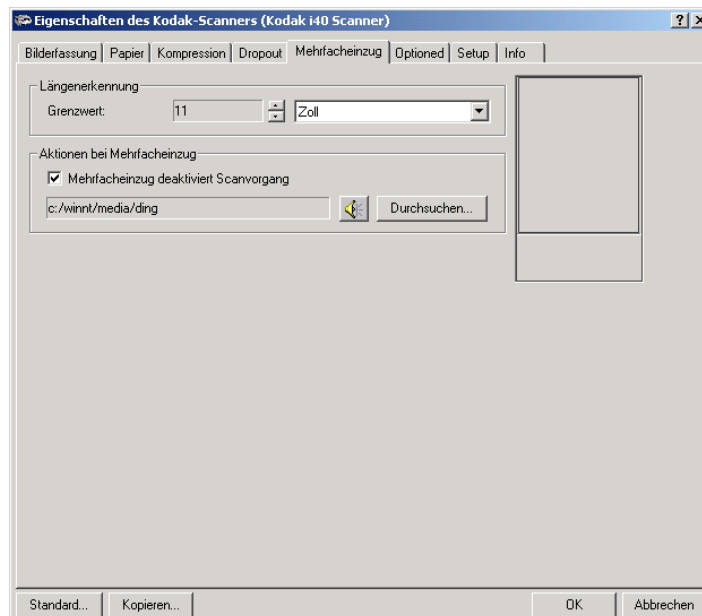 Eigenschaften des Kodak-Scanners (Kodak i40 Scanner)
Bilderfassung Papier Kompression Dropout Mehrfacheinzug Optioned Setup Info
Längenerkennung
Grenzwert: 11 Zoll
Aktionen bei Mehrfacheinzug
Mehrfacheinzug deaktiviert Scanvorgang
c:/winnt/media/ding Durchsuchen...
Standard... Kopieren... OK Abbrechen